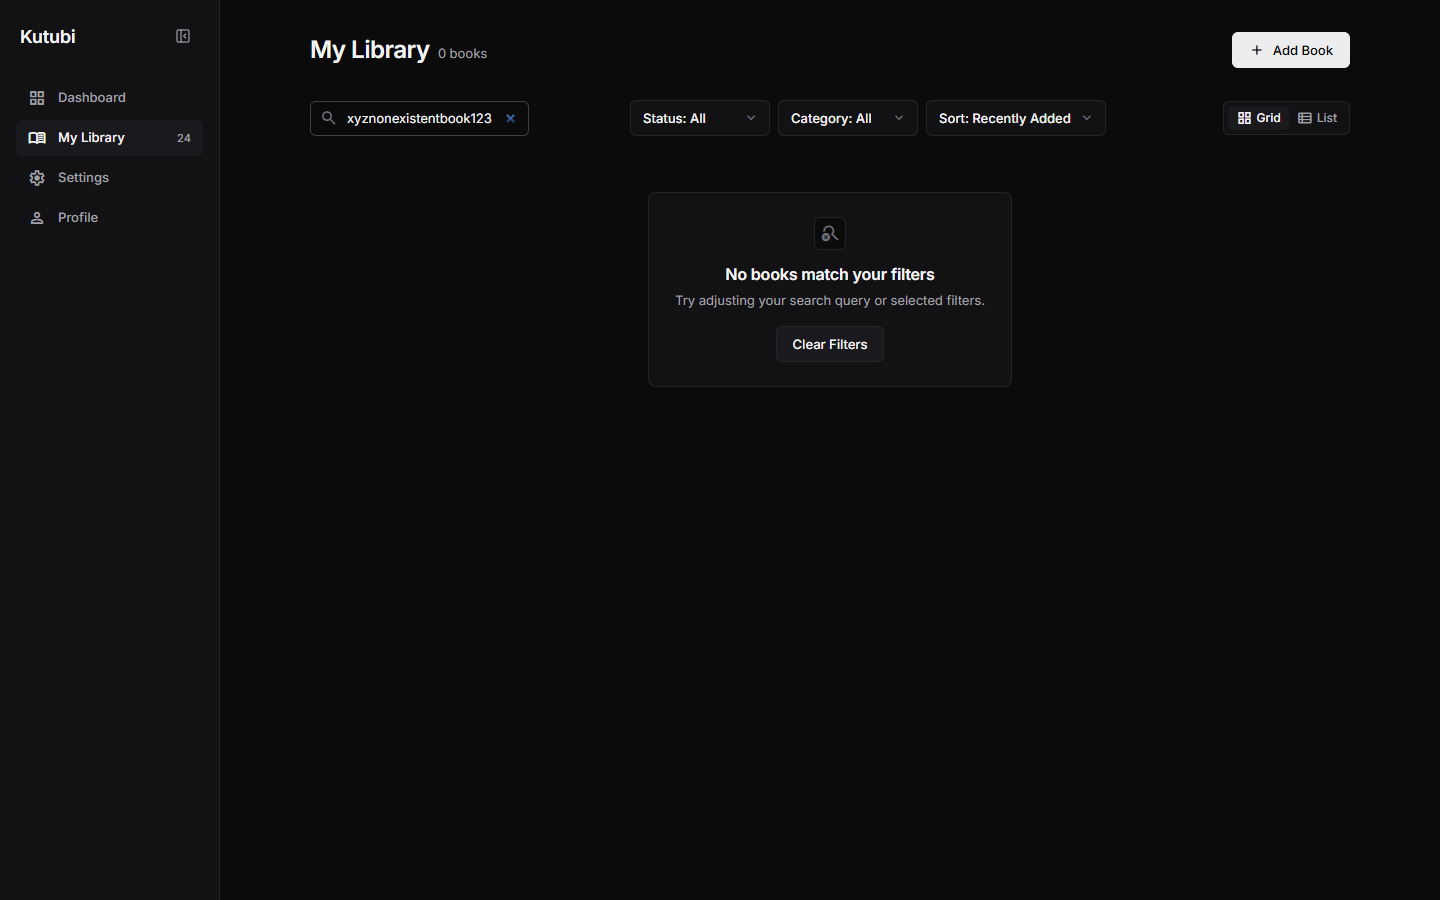 Kutubi
Dashboard
My Library 24
Settings
Profile
My Library 0 books
Add Book
xyznonexistentbook123
Status: All
Category: All
Sort: Recently Added
Grid
List
No books match your filters
Try adjusting your search query or selected filters.
Clear Filters